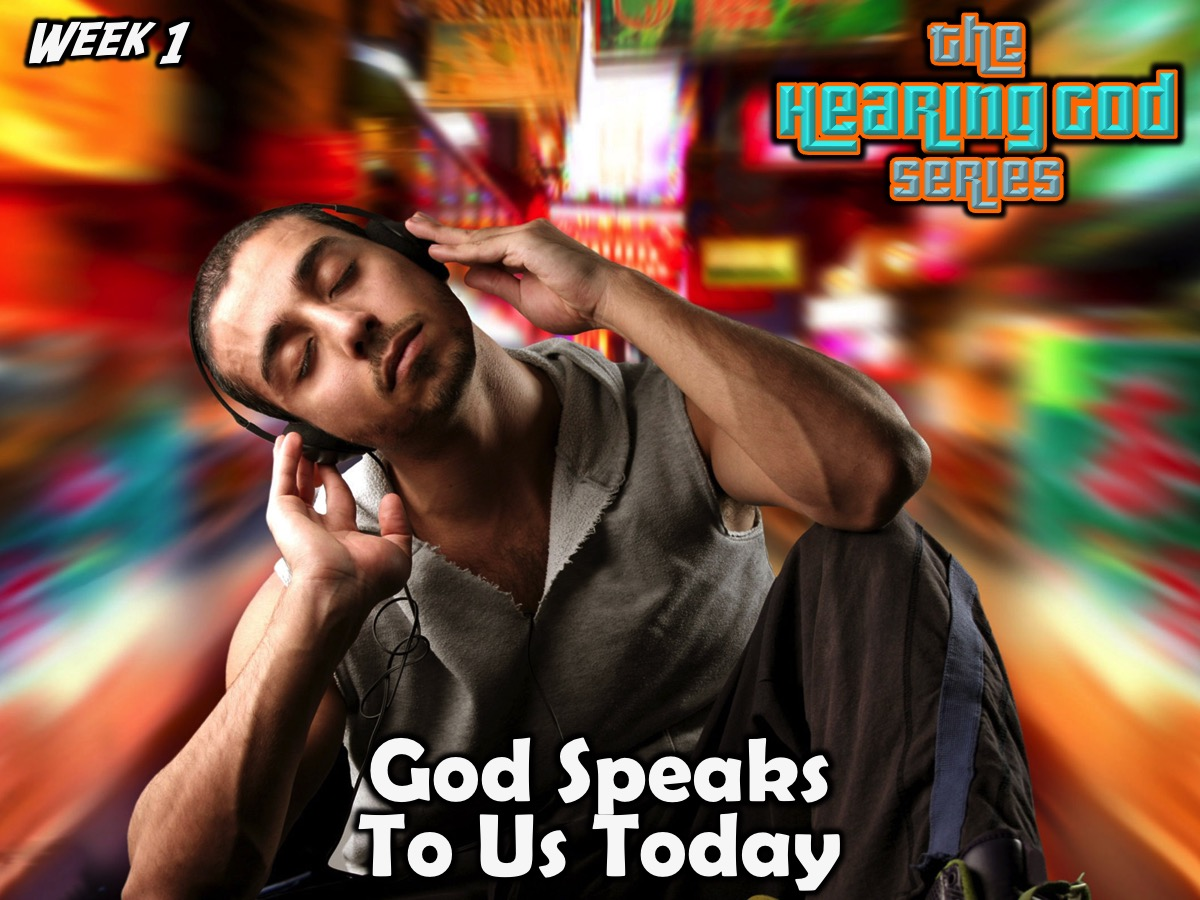 WEEK 1
the
HEARING GOD
SERIES
God Speaks
To Us Today